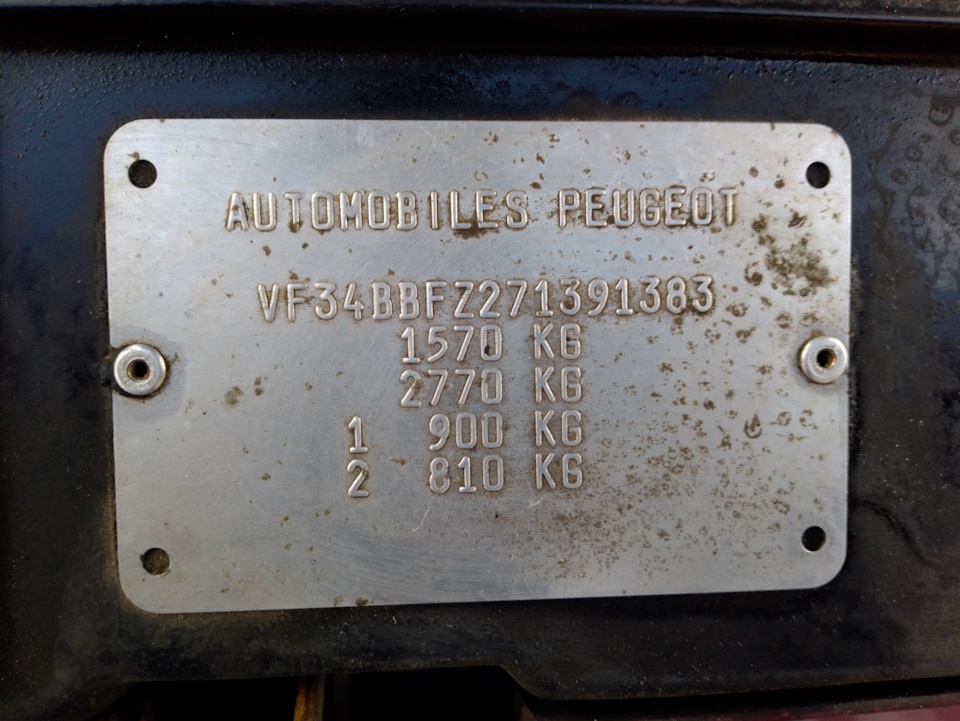 AUTOMOBILES PEUGEOT
VF34BBFZ271391383
1570 KG
2770 KG
1 900 KG
2 810 KG